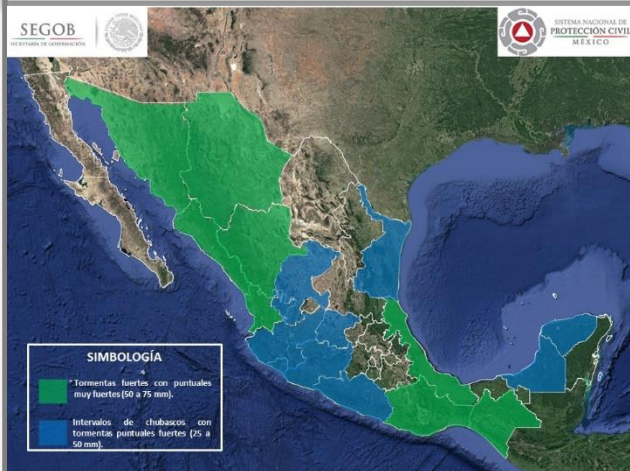 SEGOB
SECRETARÍA DE GOBERNACIÓN
SISTEMA NACIONAL DE
PROTECCIÓN CIVIL
MÉXICO
SIMBOLOGÍA
Tormentas fuertes con puntuales
muy fuertes (50 a 75 mm).
Intervalos de chubascos con
tormentas puntuales fuertes (25 a
50 mm).